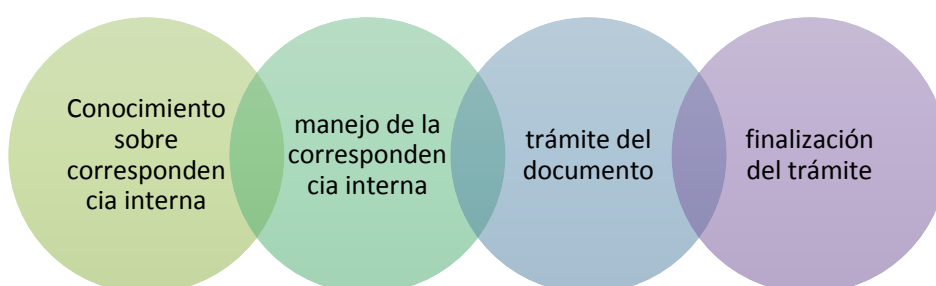 Conocimiento
sobre
corresponden
cia interna
manejo de la
corresponden
cia interna
trámite del
documento
finalización
del trámite